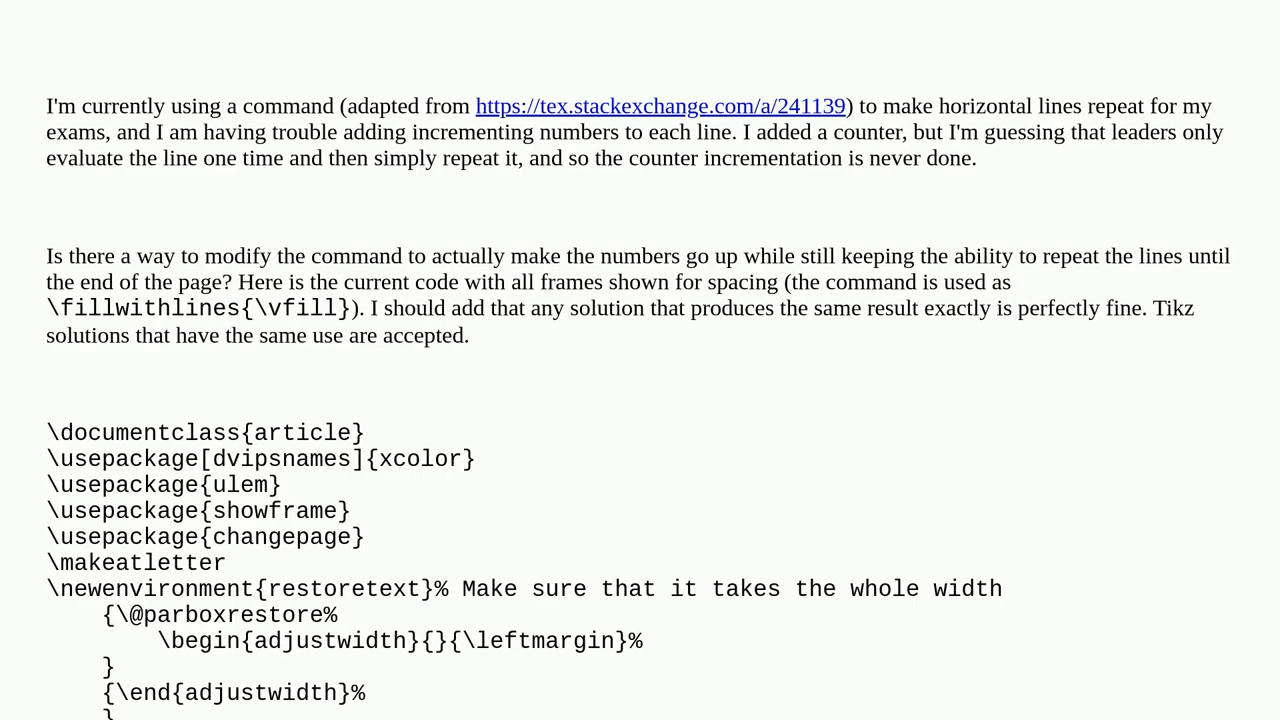 I'm currently using a command (adapted from https://tex.stackexchange.com/a/241139) to make horizontal lines repeat for my
exams, and I am having trouble adding incrementing numbers to each line. I added a counter, but I'm guessing that leaders only
evaluate the line one time and then simply repeat it, and so the counter incrementation is never done.
Is there a way to modify the command to actually make the numbers go up while still keeping the ability to repeat the lines until
the end of the page? Here is the current code with all frames shown for spacing (the command is used as
\fillwithlines{\vfill}). I should add that any solution that produces the same result exactly is perfectly fine. Tikz
solutions that have the same use are accepted.
\documentclass{article}
\usepackage[dvipsnames]{xcolor}
\usepackage{ulem}
\usepackage{showframe}
\usepackage{changepage}
\makeatletter
\newenvironment{restoretext}% Make sure that it takes the whole width
    {\@parboxrestore%
        \begin{adjustwidth}{}{\leftmargin}%
    }
    {\end{adjustwidth}%
    }